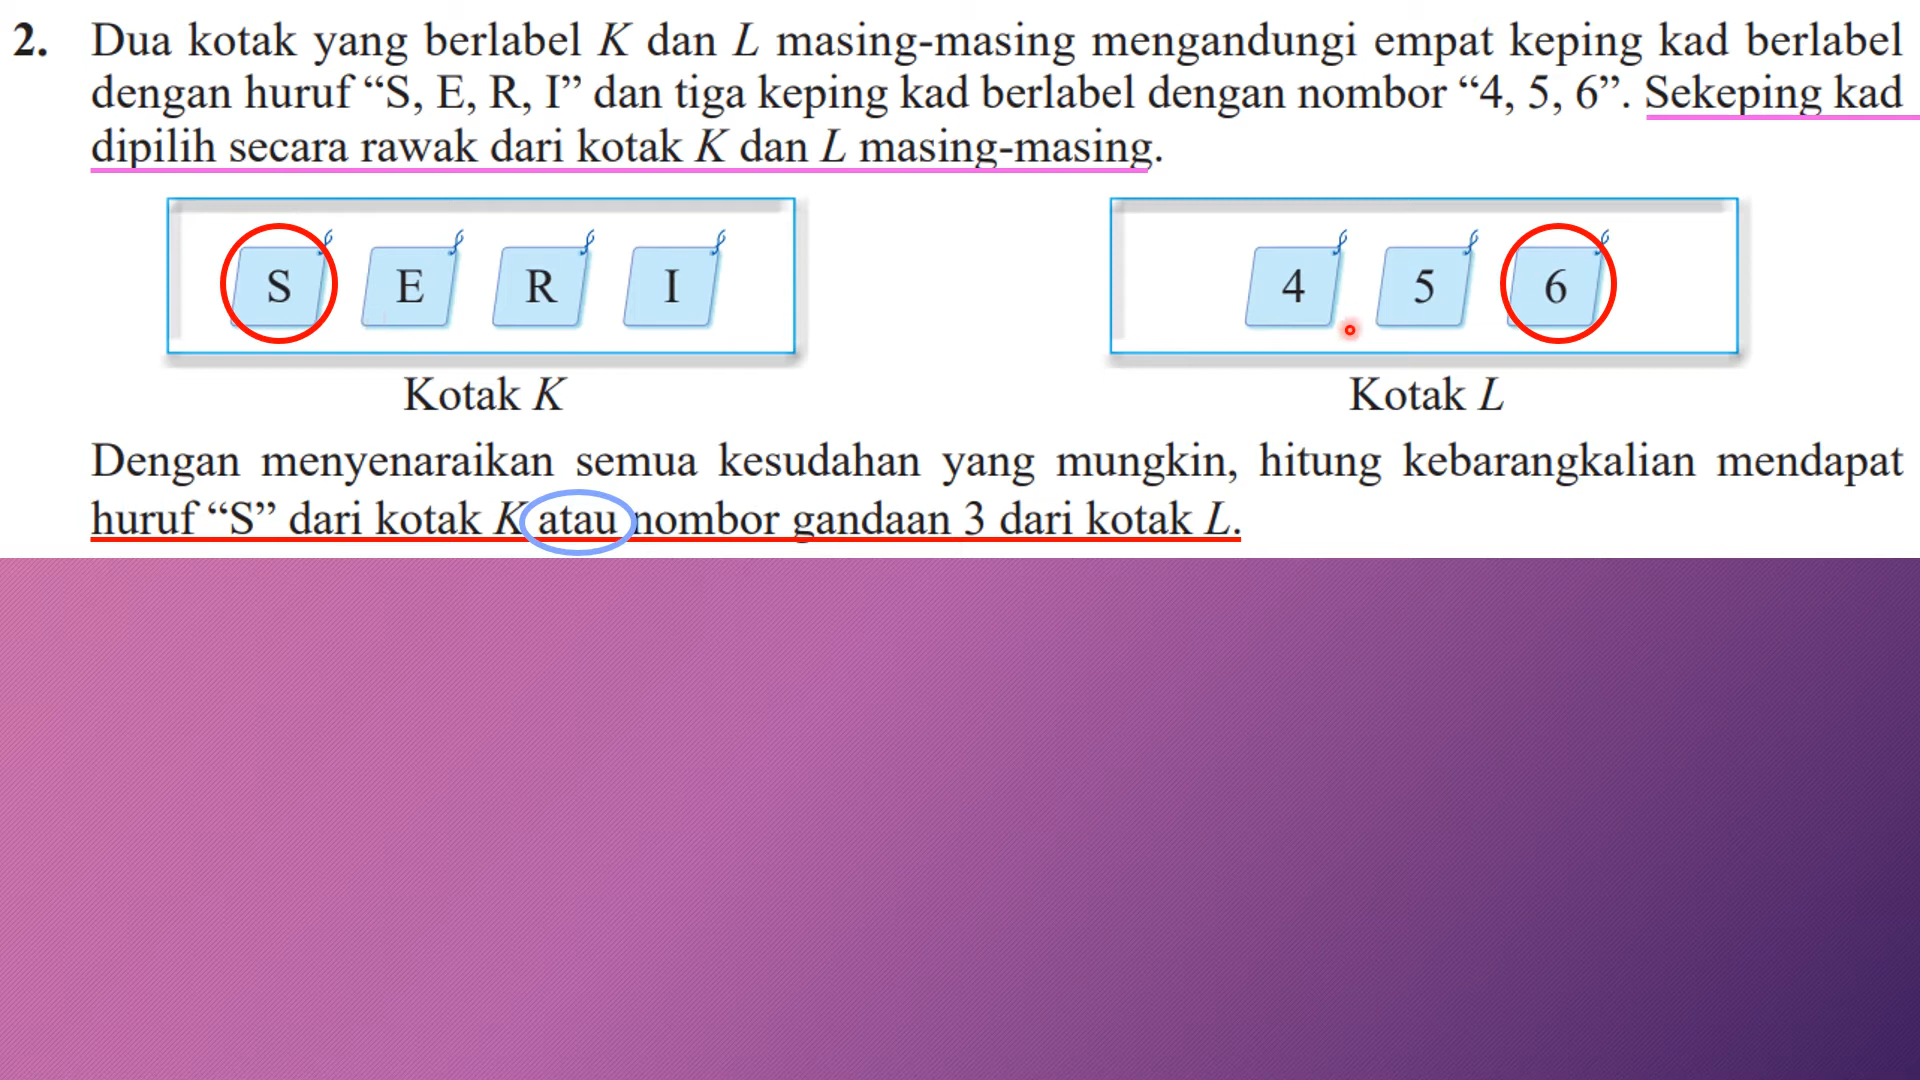 2. Dua kotak yang berlabel K dan L masing-masing mengandungi empat keping kad berlabel
dengan huruf “S, E, R, I” dan tiga keping kad berlabel dengan nombor “4, 5, 6”. Sekeping kad
dipilih secara rawak dari kotak K dan L masing-masing.
S E R I 4 5 6
Kotak K Kotak L
Dengan menyenaraikan semua kesudahan yang mungkin, hitung kebarangkalian mendapat
huruf “S” dari kotak K atau nombor gandaan 3 dari kotak L.